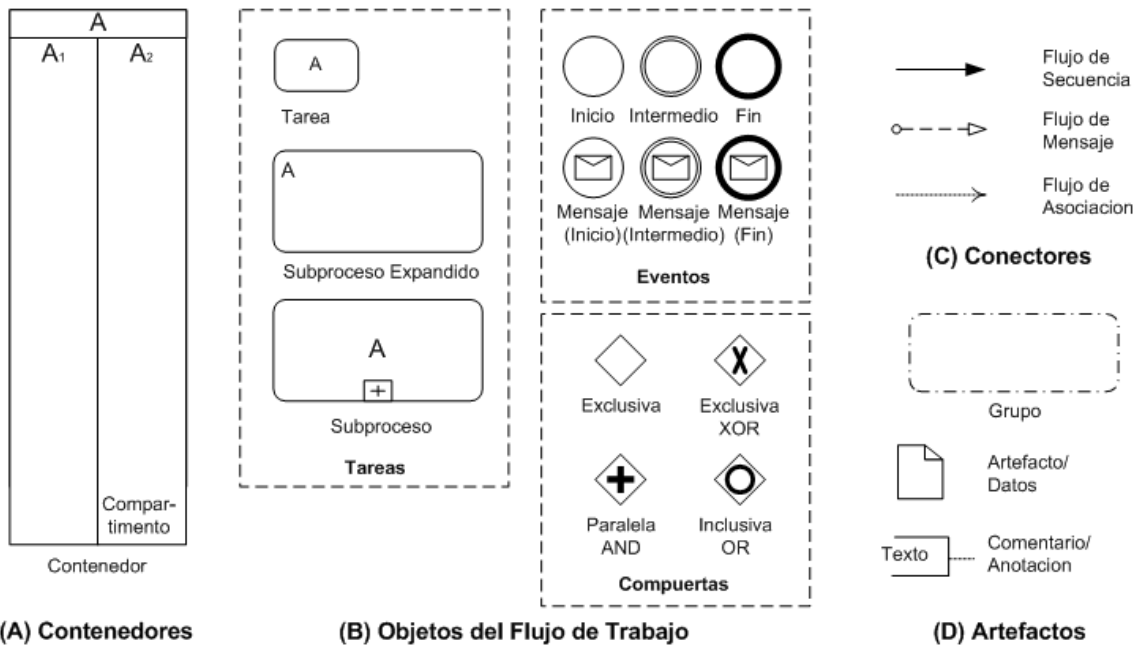 A
A1
A2
Compar-
timento
Contenedor
(A) Contenedores
A
Tarea
A
Subproceso Expandido
A
Subproceso
Tareas
Inicio Intermedio Fin
Mensaje Mensaje Mensaje
(Inicio) (Intermedio) (Fin)
Eventos
Exclusiva
Exclusiva
XOR
Paralela
AND
Inclusiva
OR
Compuertas
(B) Objetos del Flujo de Trabajo
Flujo de
Secuencia
Flujo de
Mensaje
Flujo de
Asociacion
(C) Conectores
Grupo
Artefacto/
Datos
Texto
Comentario/
Anotacion
(D) Artefactos